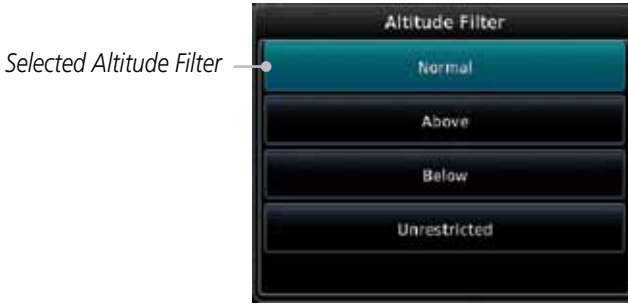 Altitude Filter
Selected Altitude Filter
Normal
Above
Below
Unrestricted